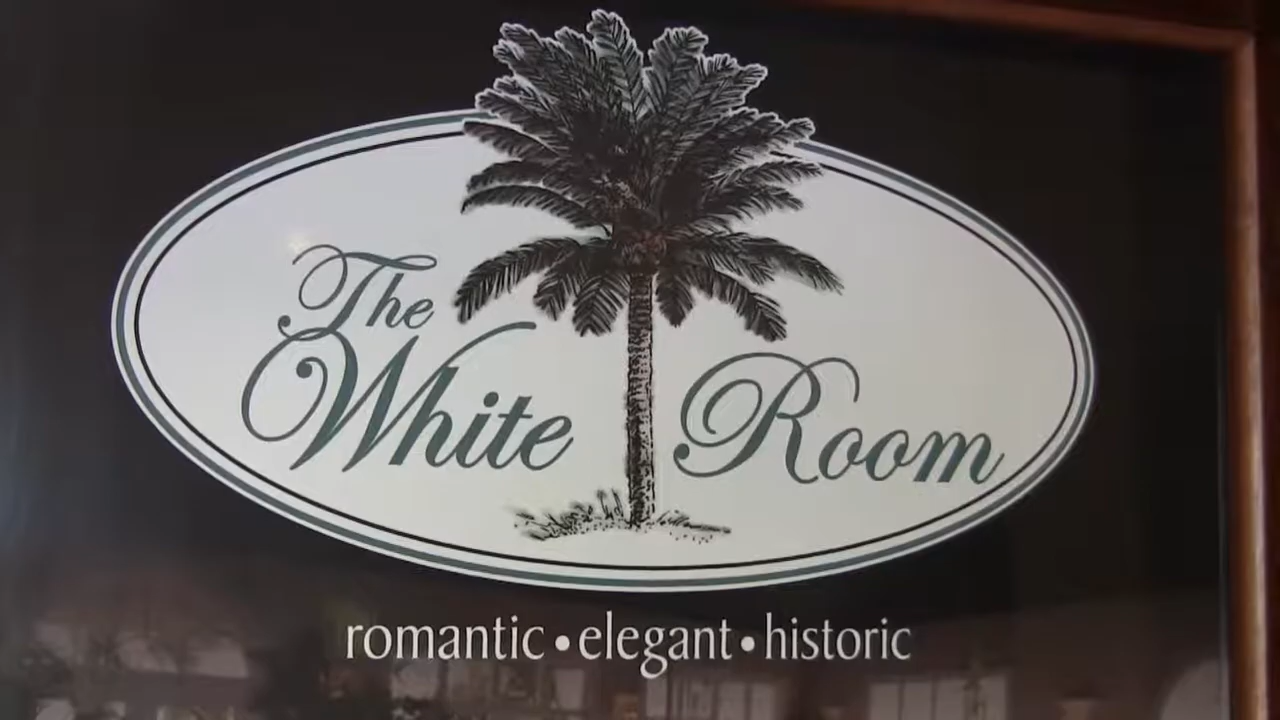 The
White Room
romantic • elegant • historic